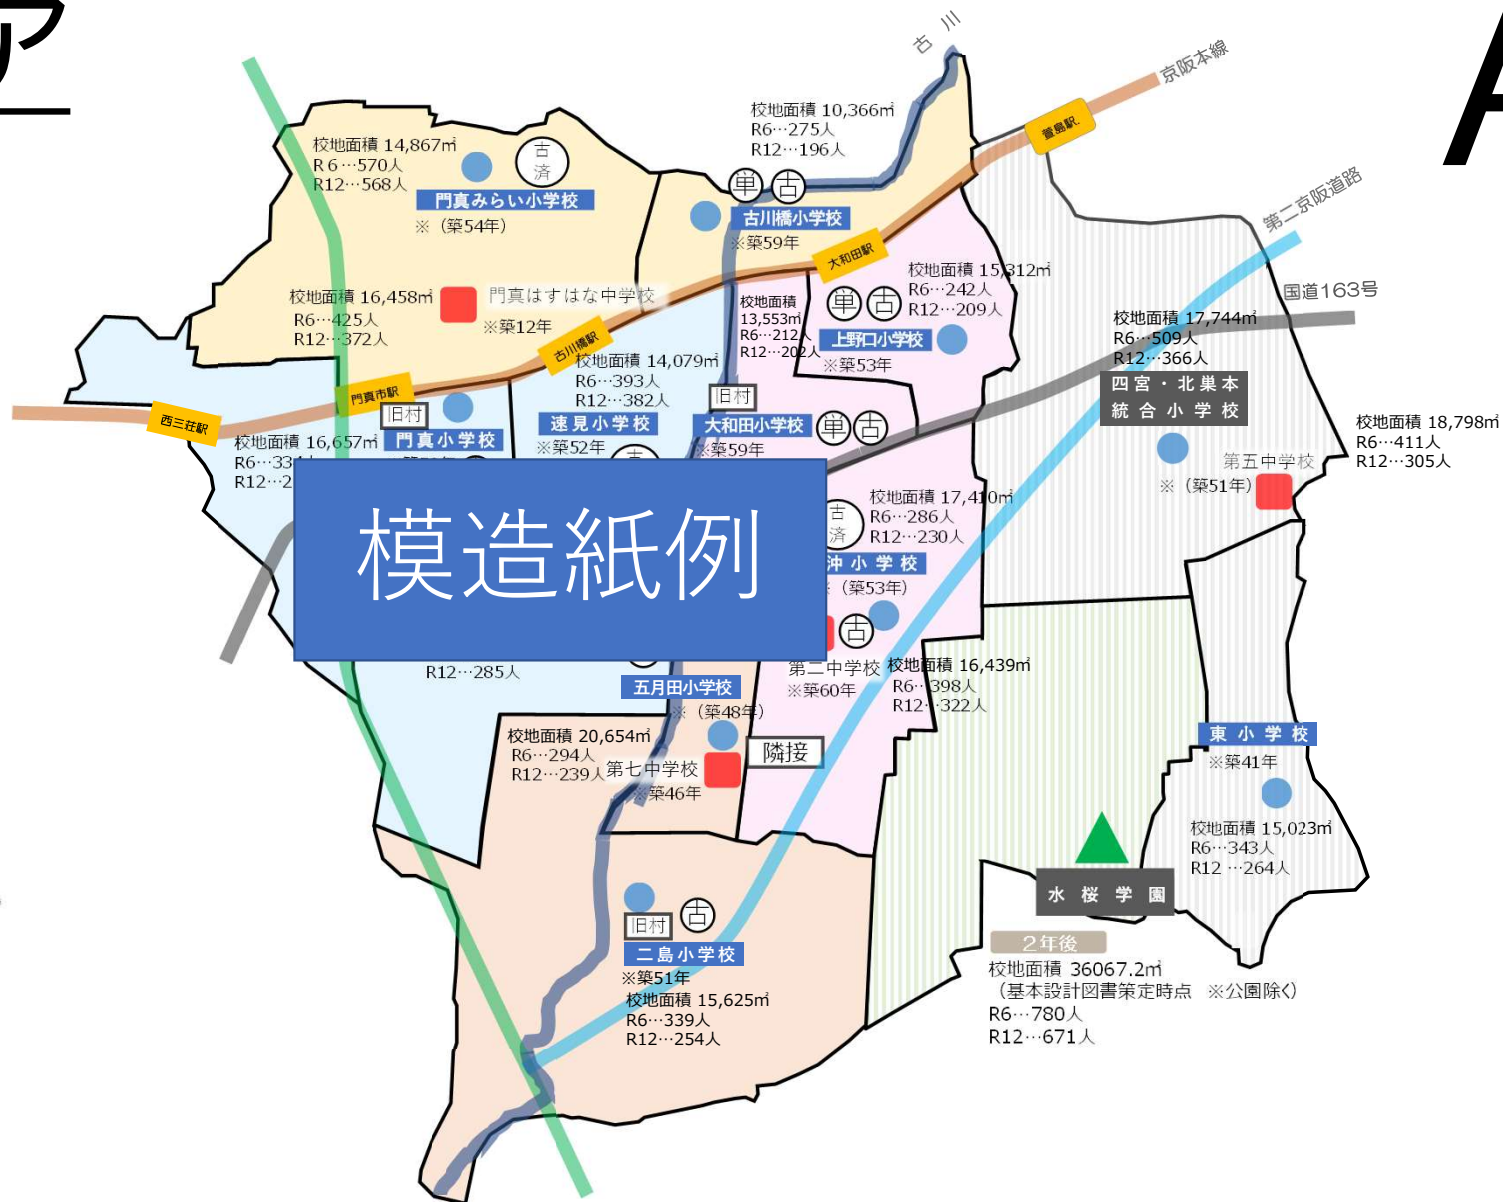 ア
A
古川
京阪本線
萱島駅
校地面積 10,366㎡
R6…275人
R12…196人
校地面積 14,867㎡
R６…570人
R12…568人
古済
門真みらい小学校
※（築54年）
単 古
古川橋小学校
※築59年
第二京阪道路
大和田駅
校地面積 15,312㎡
R6…242人
R12…209人
単 古
上野口小学校
※築53年
国道163号
校地面積 16,458㎡
R6…425人
R12…372人
門真はすはな中学校
※築12年
校地面積
13,553㎡
R6…212人
R12…202人
校地面積 17,744㎡
R6…509人
R12…366人
四宮・北巣本
統合小学校
古川橋駅
校地面積 14,079㎡
R6…393人
R12…382人
速見小学校
※築52年
門真市駅
旧村
門真小学校
西三荘駅
校地面積 16,657㎡
R6…33
R12…2
旧村
大和田小学校
単 古
※築59年
校地面積 18,798㎡
R6…411人
R12…305人
第五中学校
※（築51年）
模造紙例
古済
校地面積 17,410㎡
R6…286人
R12…230人
沖小学校
（築53年）
古
第二中学校
※築60年
校地面積 16,439㎡
R6…398人
R12…322人
R12…285人
五月田小学校
※（築48年）
校地面積 20,654㎡
R6…294人
R12…239人
第七中学校
※築46年
隣接
東小学校
※築41年
校地面積 15,023㎡
R6…343人
R12 …264人
水桜学園
２年後
校地面積 36067.2㎡
（基本設計図書策定時点 ※公園除く）
R6…780人
R12…671人
旧村
古
二島小学校
※築51年
校地面積 15,625㎡
R6…339人
R12…254人